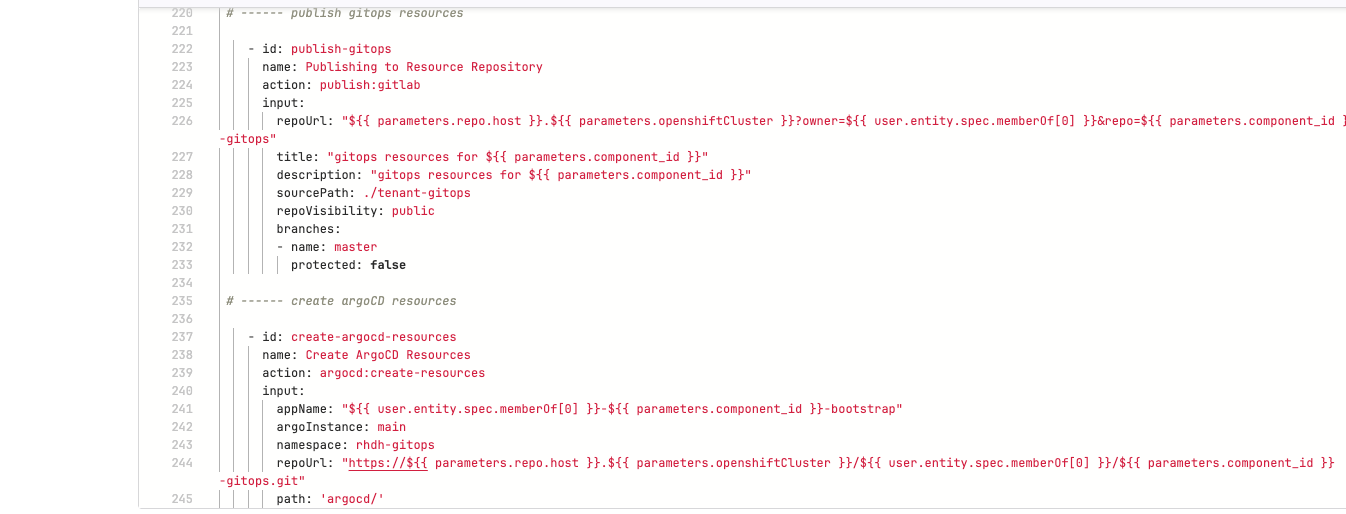 220 # ------ publish gitops resources
221
222 - id: publish-gitops
223 name: Publishing to Resource Repository
224 action: publish:gitlab
225 input:
226 repoUrl: "${{ parameters.repo.host }}.${{ parameters.openshiftCluster }}?owner=${{ user.entity.spec.memberOf[0] }}&repo=${{ parameters.component_id }
-gitops"
227 title: "gitops resources for ${{ parameters.component_id }}"
228 description: "gitops resources for ${{ parameters.component_id }}"
229 sourcePath: ./tenant-gitops
230 repoVisibility: public
231 branches:
232 - name: master
233 protected: false
234
235 # ------ create argoCD resources
236
237 - id: create-argocd-resources
238 name: Create ArgoCD Resources
239 action: argocd:create-resources
240 input:
241 appName: "${{ user.entity.spec.memberOf[0] }}-${{ parameters.component_id }}-bootstrap"
242 argoInstance: main
243 namespace: rhdh-gitops
244 repoUrl: "https://${{ parameters.repo.host }}.${{ parameters.openshiftCluster }}/${{ user.entity.spec.memberOf[0] }}/${{ parameters.component_id }}
-gitops.git"
245 path: 'argocd/'